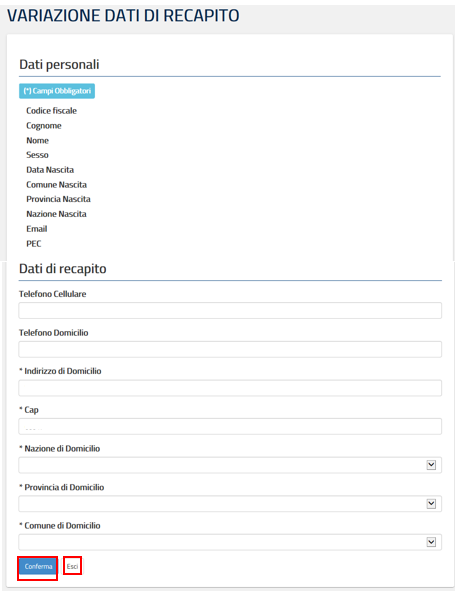 VARIAZIONE DATI DI RECAPITO
Dati personali
(*) Campi Obbligatori
Codice fiscale
Cognome
Nome
Sesso
Data Nascita
Comune Nascita
Provincia Nascita
Nazione Nascita
Email
PEC
Dati di recapito
Telefono Cellulare
Telefono Domicilio
* Indirizzo di Domicilio
* Cap
* Nazione di Domicilio
* Provincia di Domicilio
* Comune di Domicilio
Conferma Esci